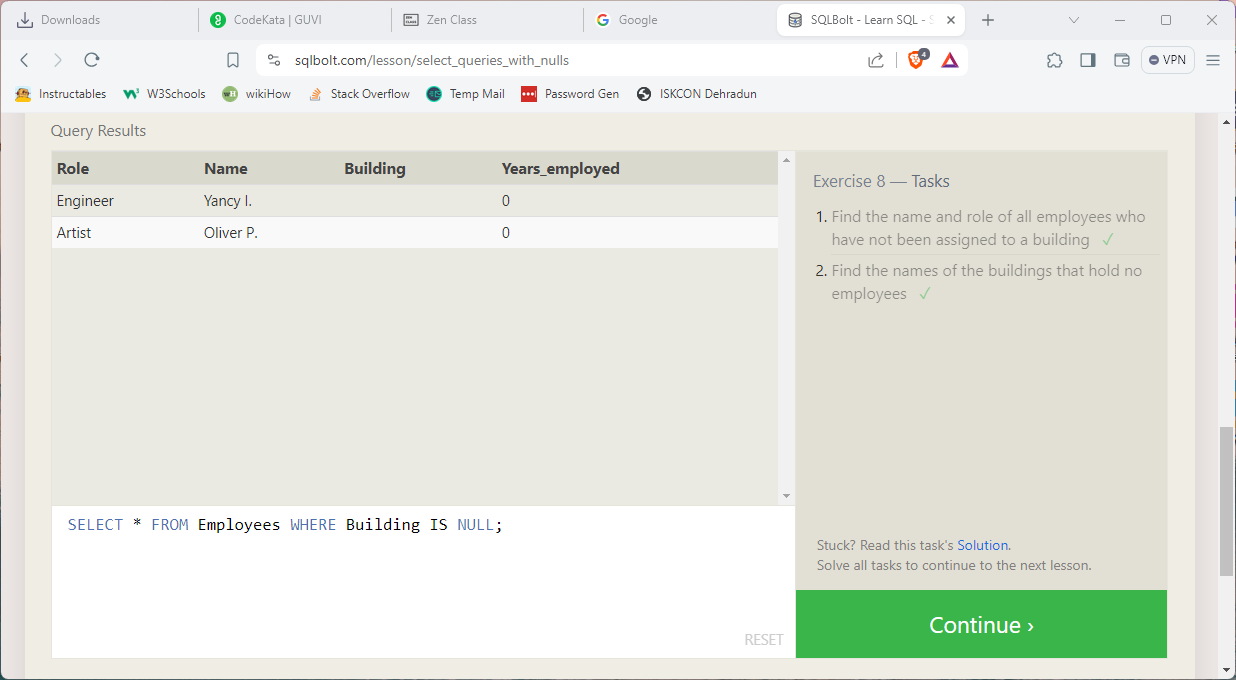 Downloads
CodeKata | GUVI
Zen Class
Google
SQLBolt - Learn SQL - S
sqlbolt.com/lesson/select_queries_with_nulls
4
VPN
Instructables
W3Schools
wikiHow
Stack Overflow
Temp Mail
Password Gen
ISKCON Dehradun
Query Results
Role Name Building Years_employed
Engineer Yancy I. 0
Artist Oliver P. 0
SELECT * FROM Employees WHERE Building IS NULL;
RESET
Exercise 8 — Tasks
1. Find the name and role of all employees who
have not been assigned to a building ✓
2. Find the names of the buildings that hold no
employees ✓
Stuck? Read this task's Solution.
Solve all tasks to continue to the next lesson.
Continue ›